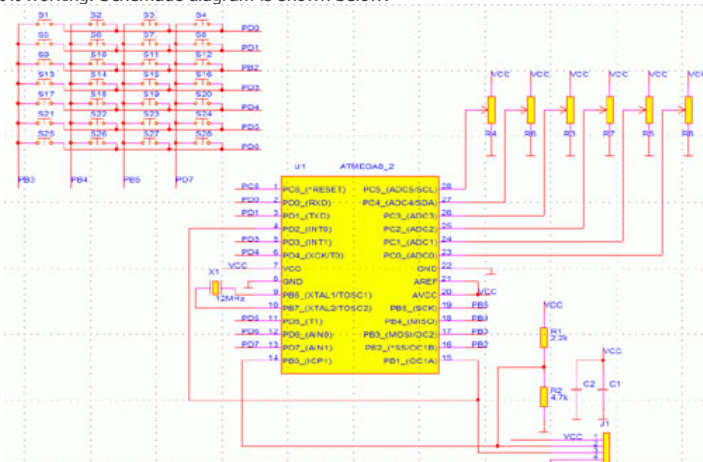 S1 S2 S3 S4
PD0
S5 S6 S7 S8
PD1
S9 S10 S11 S12
PB2
S13 S14 S15 S16
PD3
S17 S18 S19 S20
PD4
S21 S22 S23 S24
PD5
S25 S26 S27 S28
PD6
PB3 PB4 PB5 PD7
VCC VCC VCC VCC VCC VCC
R4 R6 R3 R7 R5 R8
U1 ATMEGA8_2
PC6 1 PC6_(*RESET) PC5_(ADC5/SCL) 28
PD0 2 PD0_(RXD) PC4_(ADC4/SDA) 27
PD1 3 PD1_(TXD) PC3_(ADC3) 26
4 PD2_(INT0) PC2_(ADC2) 25
PD3 5 PD3_(INT1) PC1_(ADC1) 24
PD4 6 PD4_(XCK/T0) PC0_(ADC0) 23
VCC 7 VCC GND 22
8 GND AREF 21
X1 9 PB6_(XTAL1/TOSC1) AVCC 20 VCC
12MHz 10 PB7_(XTAL2/TOSC2) PB5_(SCK) 19 PB5
PD5 11 PD5_(T1) PB4_(MISO) 18 PB4
PD6 12 PD6_(AIN0) PB3_(MOSI/OC2) 17 PB3
PD7 13 PD7_(AIN1) PB2_(*SS/OC1B) 16 PB2
14 PB0_(ICP1) PB1_(OC1A) 15
VCC
R1
2.2k
VCC
R2
4.7k
C2 C1
J1
VCC 1